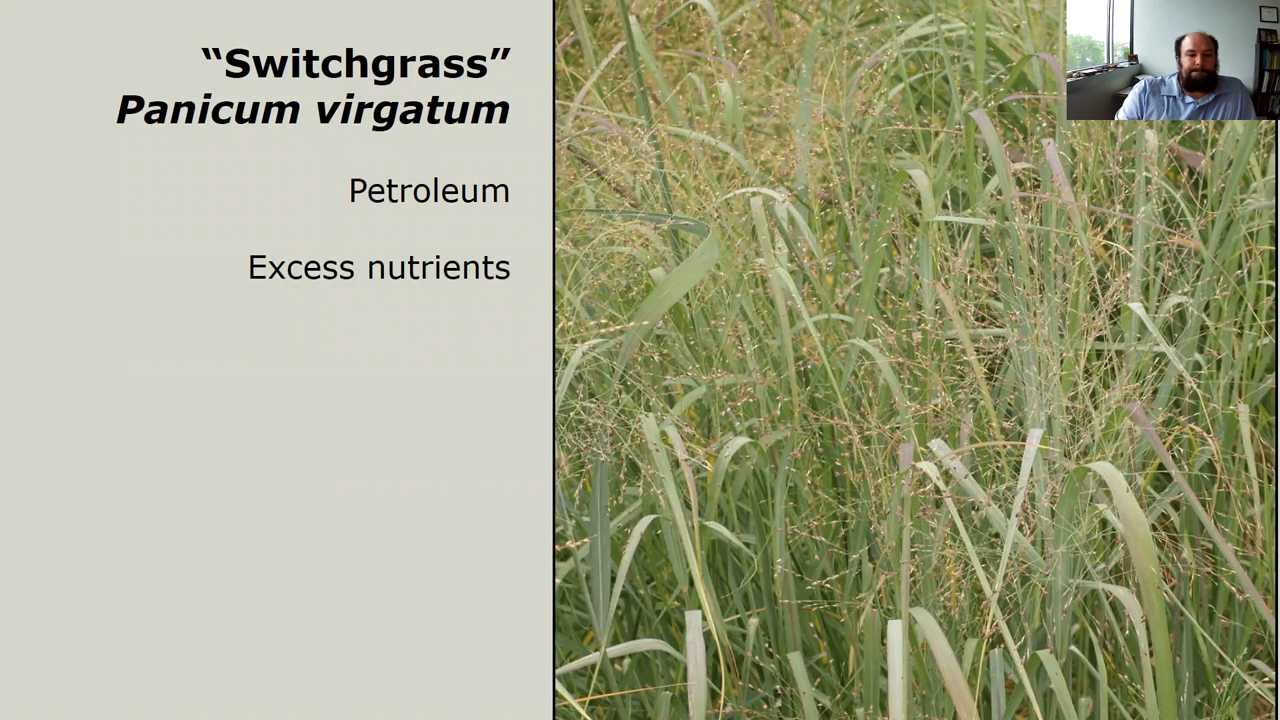 “Switchgrass”
Panicum virgatum
Petroleum
Excess nutrients